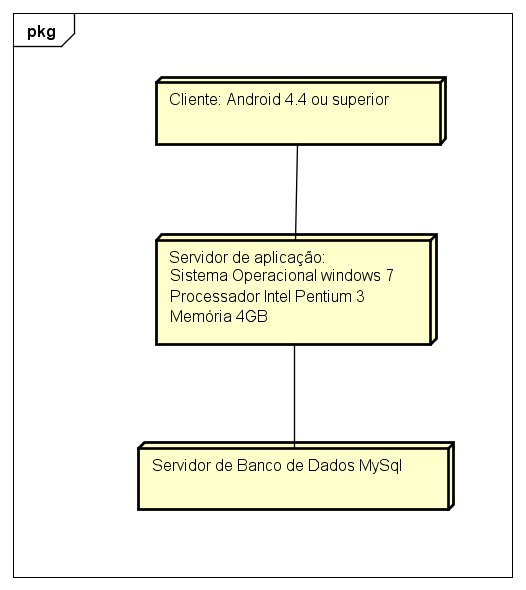 pkg
Cliente: Android 4.4 ou superior
Servidor de aplicação:
Sistema Operacional windows 7
Processador Intel Pentium 3
Memória 4GB
Servidor de Banco de Dados MySql